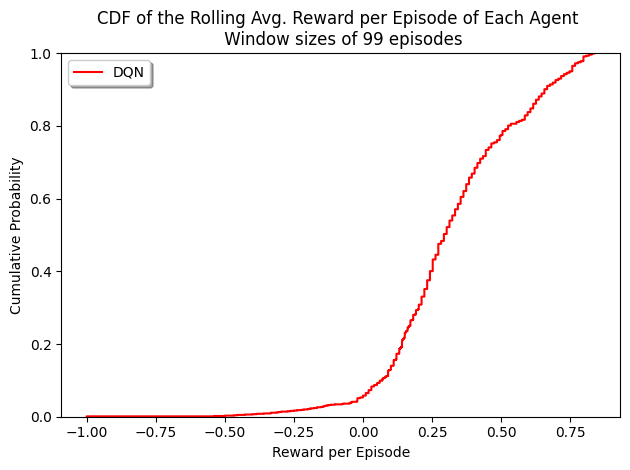 CDF of the Rolling Avg. Reward per Episode of Each Agent
Window sizes of 99 episodes
DQN
1.0
0.8
0.6
0.4
0.2
0.0
Cumulative Probability
−1.00 −0.75 −0.50 −0.25 0.00 0.25 0.50 0.75
Reward per Episode